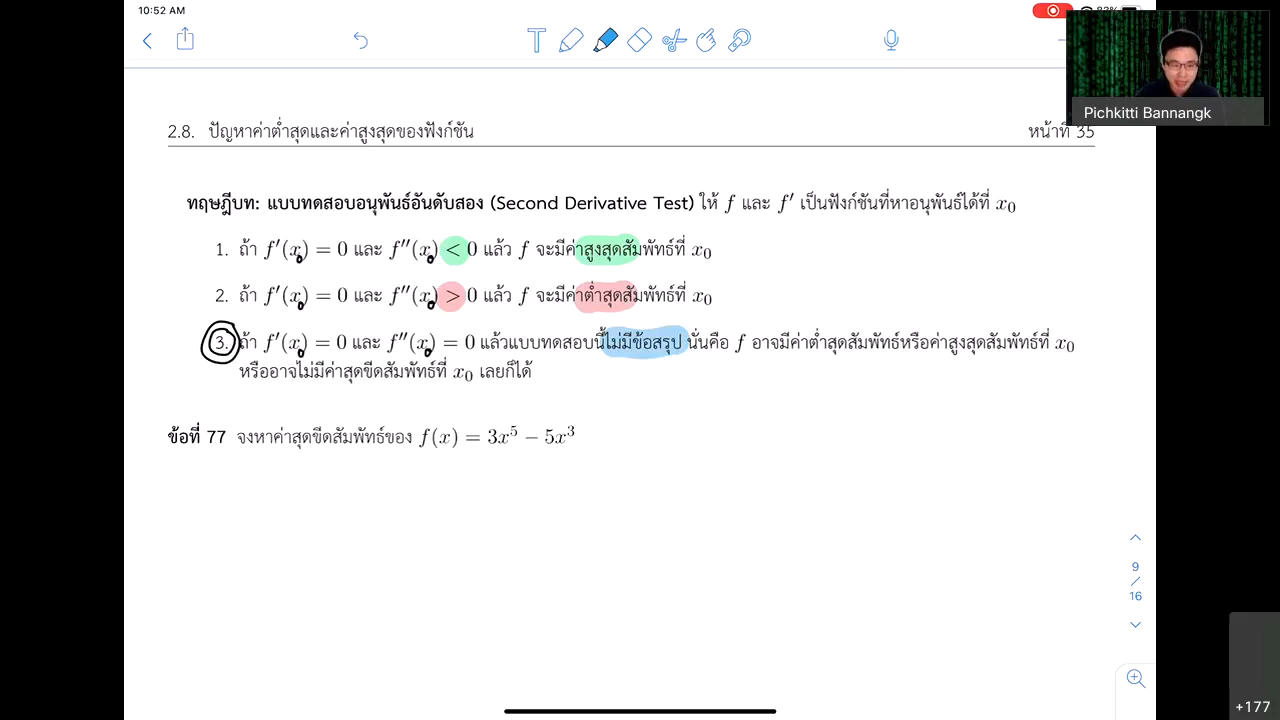 10:52 AM
83%
Pichkitti Bannangk
2.8. ปัญหาค่าต่ำสุดและค่าสูงสุดของฟังก์ชัน หน้าที่ 35
ทฤษฎีบท: แบบทดสอบอนุพันธ์อันดับสอง (Second Derivative Test) ให้ f และ f′ เป็นฟังก์ชันที่หาอนุพันธ์ได้ที่ x₀
1. ถ้า f′(x₀) = 0 และ f″(x₀) < 0 แล้ว f จะมีค่าสูงสุดสัมพัทธ์ที่ x₀
2. ถ้า f′(x₀) = 0 และ f″(x₀) > 0 แล้ว f จะมีค่าต่ำสุดสัมพัทธ์ที่ x₀
3. ถ้า f′(x₀) = 0 และ f″(x₀) = 0 แล้วแบบทดสอบนี้ไม่มีข้อสรุป นั่นคือ f อาจมีค่าต่ำสุดสัมพัทธ์หรือค่าสูงสุดสัมพัทธ์ที่ x₀
หรืออาจไม่มีค่าสุดขีดสัมพัทธ์ที่ x₀ เลยก็ได้
ข้อที่ 77 จงหาค่าสุดขีดสัมพัทธ์ของ f(x) = 3x⁵ − 5x³
9
/
16
+177